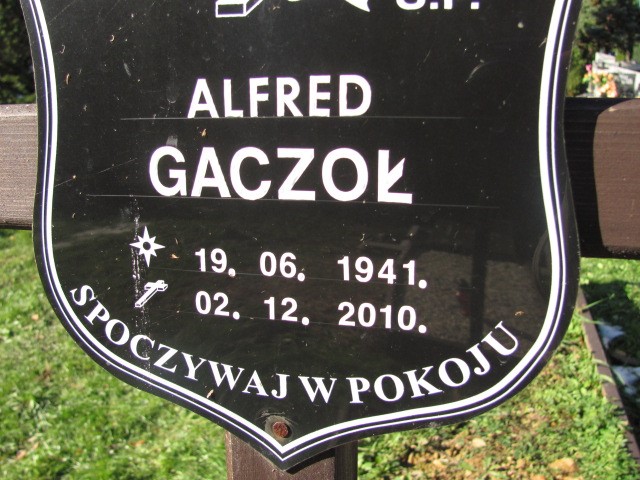 Ś.P.
ALFRED
GACZOŁ
19. 06. 1941.
02. 12. 2010.
SPOCZYWAJ W POKOJU